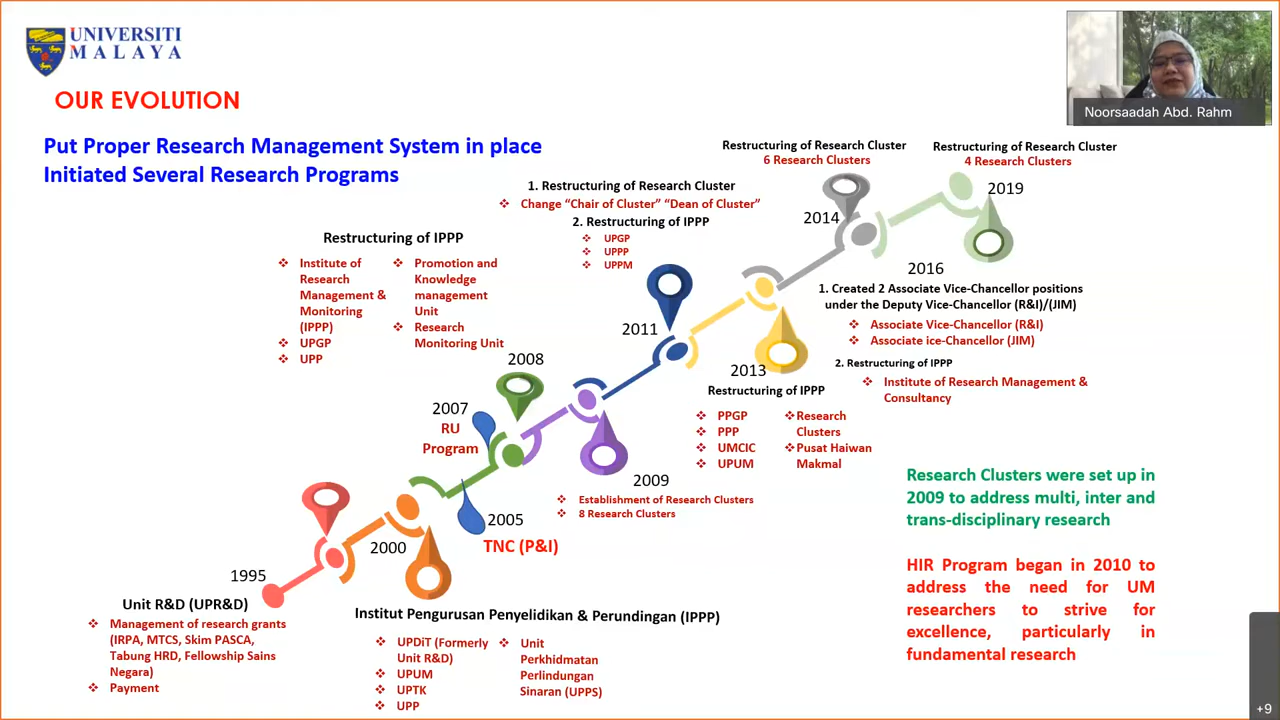 UNIVERSITI
MALAYA
OUR EVOLUTION
Noorsaadah Abd. Rahm
Put Proper Research Management System in place
Initiated Several Research Programs
Restructuring of Research Cluster
6 Research Clusters
Restructuring of Research Cluster
4 Research Clusters
2019
2014
1. Restructuring of Research Cluster
❖ Change “Chair of Cluster” “Dean of Cluster”
2. Restructuring of IPPP
❖ UPGP
❖ UPPP
❖ UPPM
2011
Restructuring of IPPP
❖ Institute of
Research
Management &
Monitoring
(IPPP)
❖ UPGP
❖ UPP
❖ Promotion and
Knowledge
management
Unit
❖ Research
Monitoring Unit
2008
2016
1. Created 2 Associate Vice-Chancellor positions
under the Deputy Vice-Chancellor (R&I)/(JIM)
❖ Associate Vice-Chancellor (R&I)
❖ Associate ice-Chancellor (JIM)
2. Restructuring of IPPP
❖ Institute of Research Management &
Consultancy
2013
Restructuring of IPPP
❖ PPGP
❖ PPP
❖ UMCIC
❖ UPUM
❖Research
Clusters
❖Pusat Haiwan
Makmal
2007
RU
Program
2009
❖ Establishment of Research Clusters
❖ 8 Research Clusters
2005
TNC (P&I)
2000
Institut Pengurusan Penyelidikan & Perundingan (IPPP)
❖ UPDiT (Formerly
Unit R&D)
❖ UPUM
❖ UPTK
❖ UPP
❖ Unit
Perkhidmatan
Perlindungan
Sinaran (UPPS)
1995
Unit R&D (UPR&D)
❖ Management of research grants
(IRPA, MTCS, Skim PASCA,
Tabung HRD, Fellowship Sains
Negara)
❖ Payment
Research Clusters were set up in
2009 to address multi, inter and
trans-disciplinary research
HIR Program began in 2010 to
address the need for UM
researchers to strive for
excellence, particularly in
fundamental research
+9